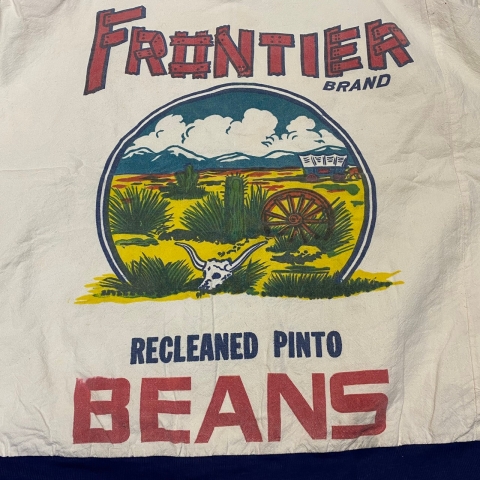 FRONTIER
BRAND
RECLEANED PINTO
BEANS